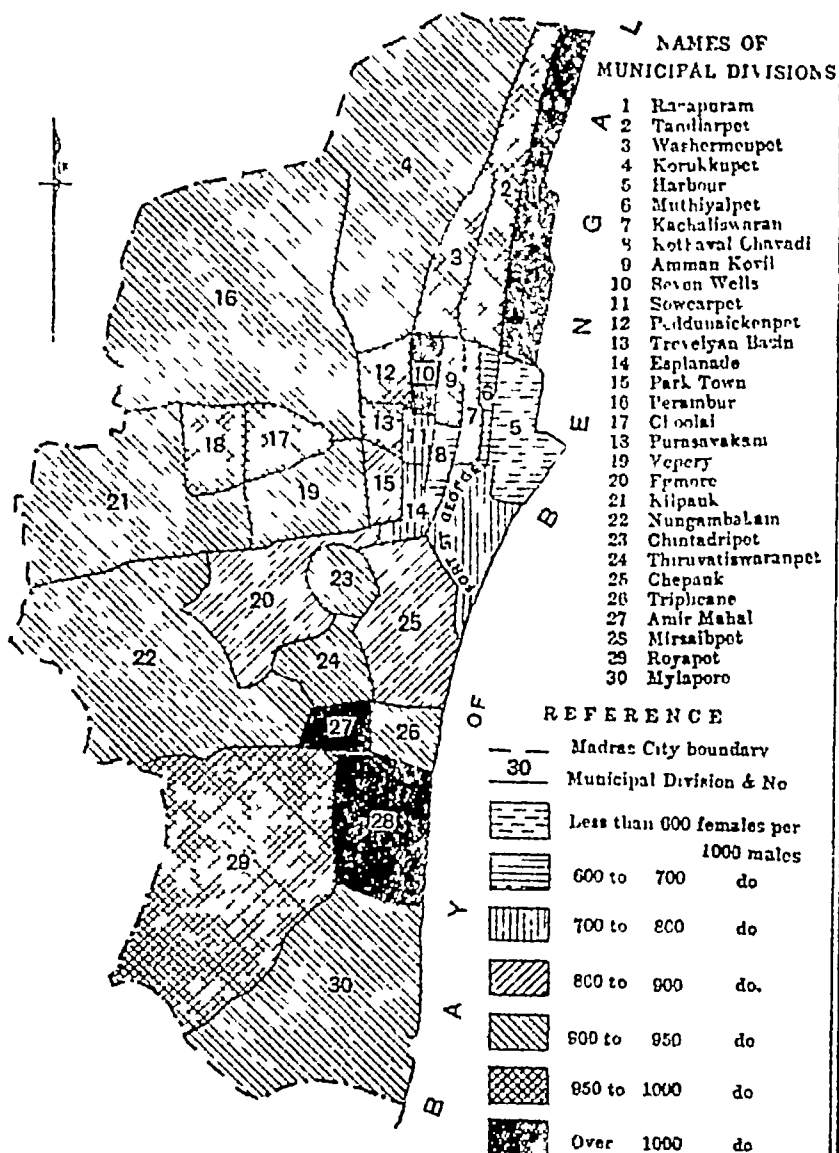 NAMES OF
MUNICIPAL DIVISIONS
1 Rayapuram
2 Tandiarpet
3 Washermenpet
4 Korukkupet
5 Harbour
6 Muthiyalpet
7 Kachaliswaran
8 Kothaval Chavadi
9 Amman Kovil
10 Seven Wells
11 Sowcarpet
12 Peddunaickenpet
13 Trevelyan Basin
14 Esplanade
15 Park Town
16 Perambur
17 Choolai
18 Purasavakam
19 Vepery
20 Egmore
21 Kilpauk
22 Nungambakam
23 Chintadripet
24 Thiruvatiswaranpet
25 Chepauk
26 Triplicane
27 Amir Mahal
28 Mirsaibpet
29 Royapet
30 Mylapore
REFERENCE
Madras City boundary
30 Municipal Division & No
Less than 600 females per
1000 males
600 to 700 do
700 to 800 do
800 to 900 do.
900 to 950 do
950 to 1000 do
Over 1000 do
BAY OF BENGAL
4
2
3
16
12
10
9
6
7
5
18
17
13
11
8
21
19
15
14
FORT ST GEORGE
23
20
25
22
24
27
26
28
29
30